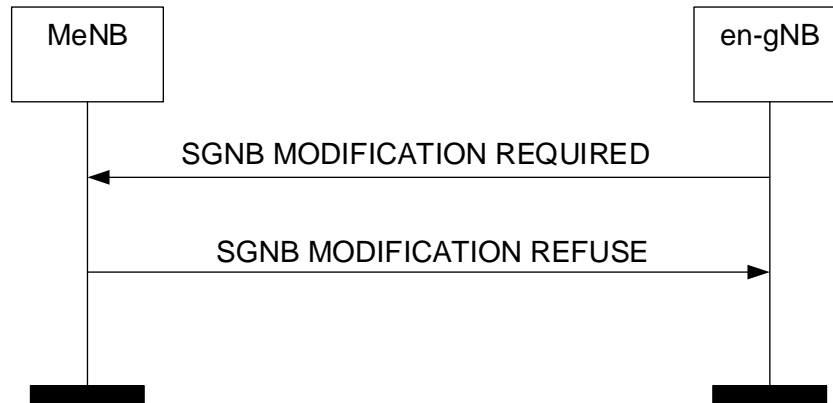 MeNB
en-gNB
SGNB MODIFICATION REQUIRED
SGNB MODIFICATION REFUSE